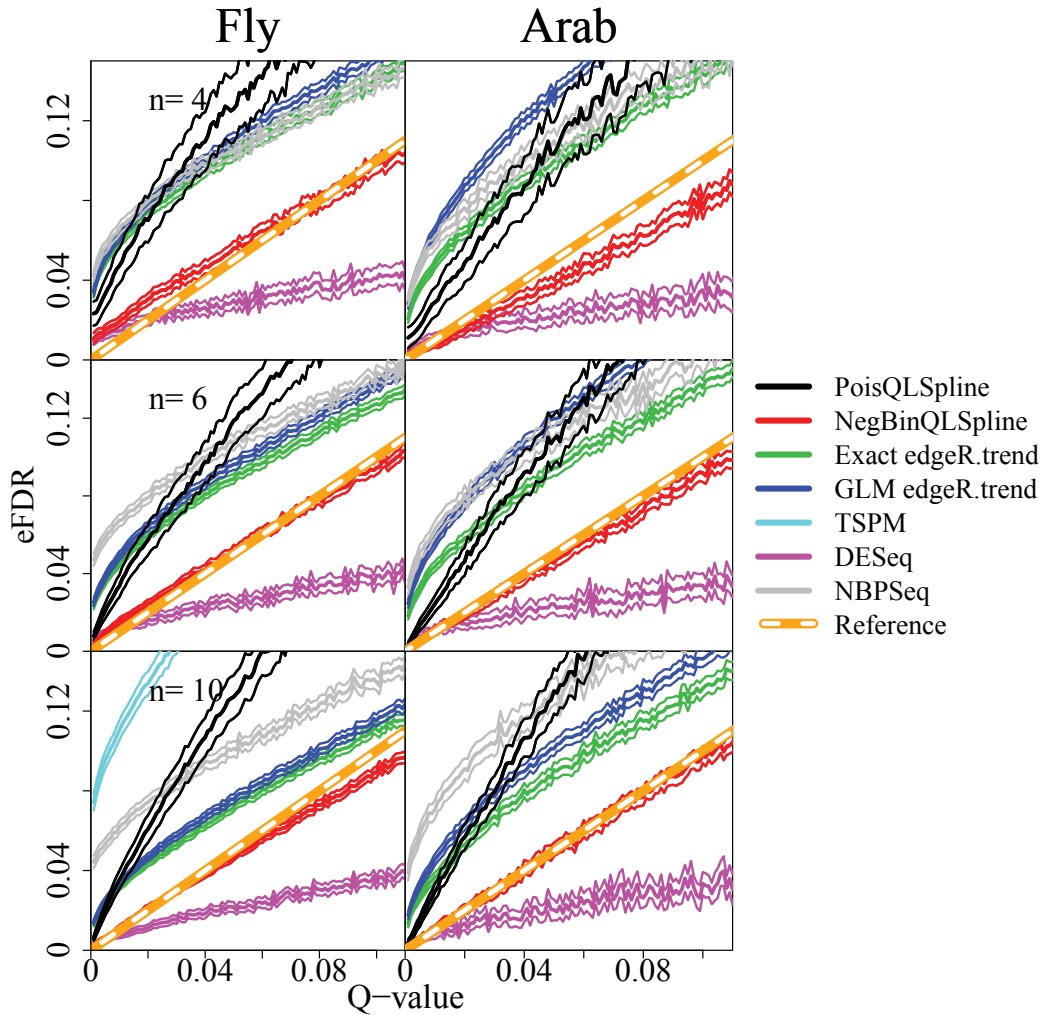 Fly Arab
n= 4
0.12
0.04
0
n= 6
0.12
0.04
0
n= 10
0.12
0.04
0
eFDR
0 0.04 0.08 0 0.04 0.08
Q−value
PoisQLSpline
NegBinQLSpline
Exact edgeR.trend
GLM edgeR.trend
TSPM
DESeq
NBPSeq
Reference